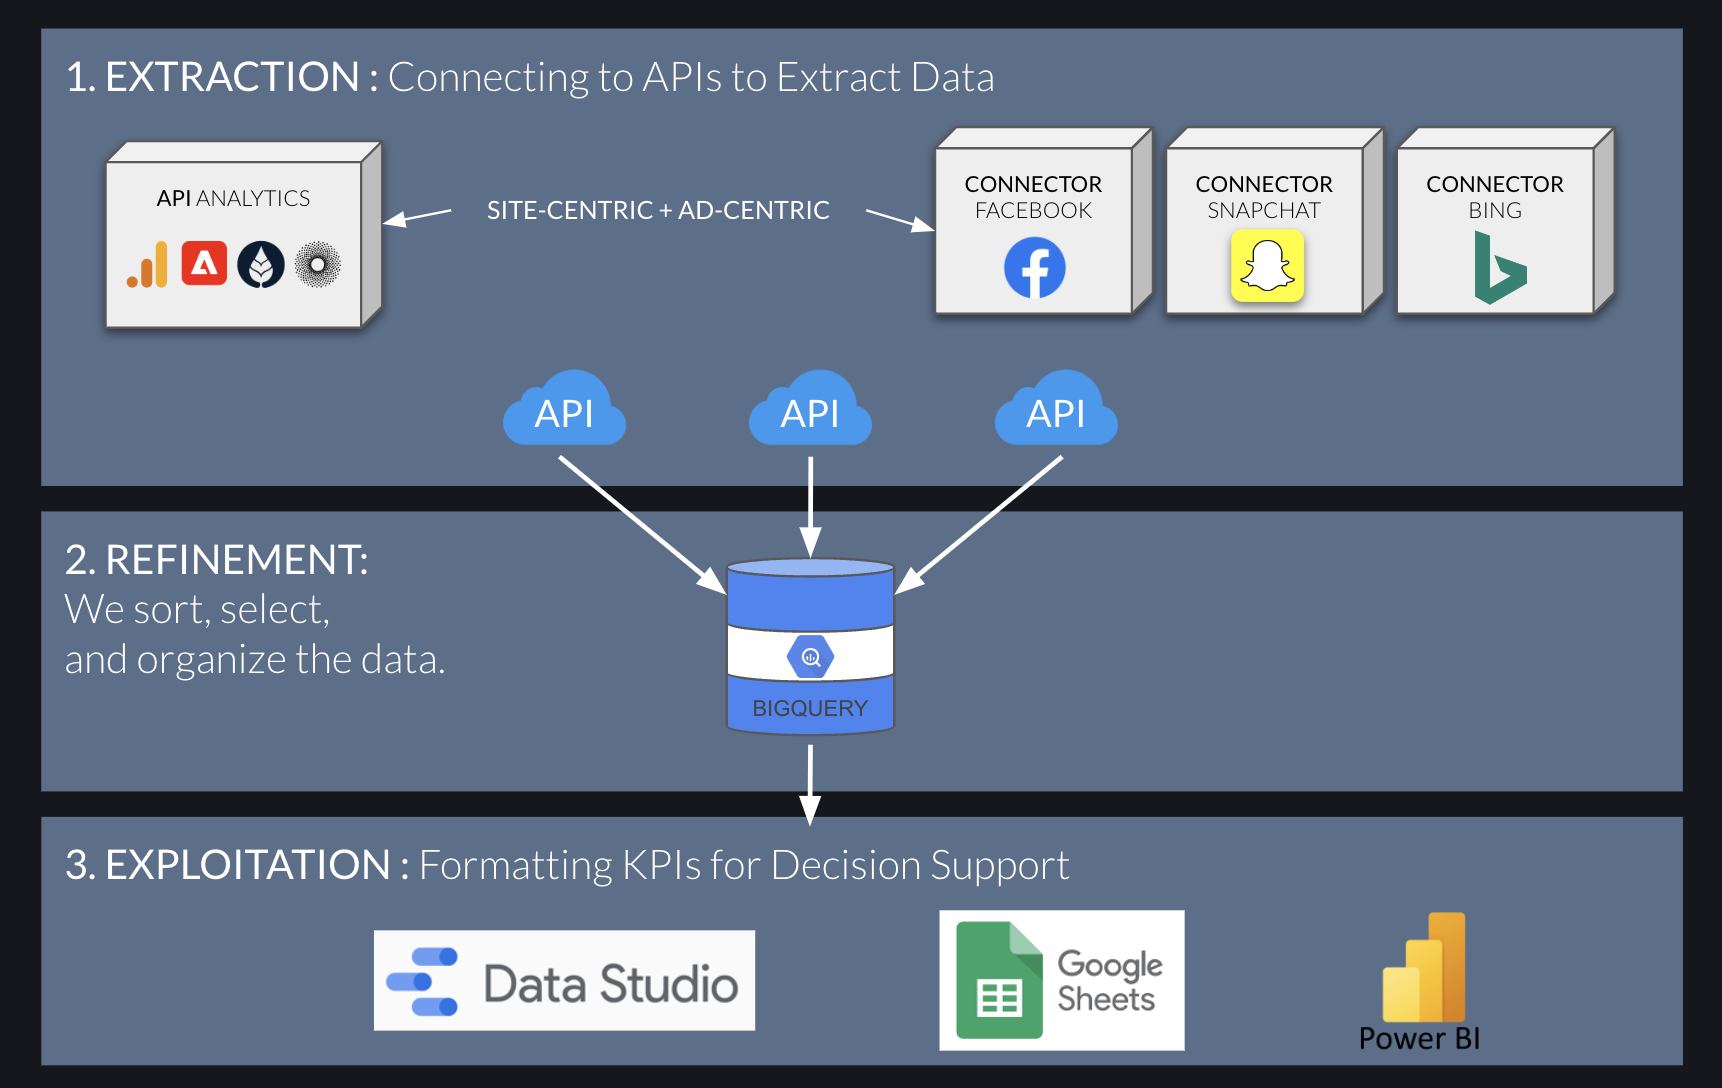 1. EXTRACTION : Connecting to APIs to Extract Data
API ANALYTICS
SITE-CENTRIC + AD-CENTRIC
CONNECTOR
FACEBOOK
CONNECTOR
SNAPCHAT
CONNECTOR
BING
API
API
API
2. REFINEMENT:
We sort, select,
and organize the data.
BIGQUERY
3. EXPLOITATION : Formatting KPIs for Decision Support
Data Studio
Google
Sheets
Power BI